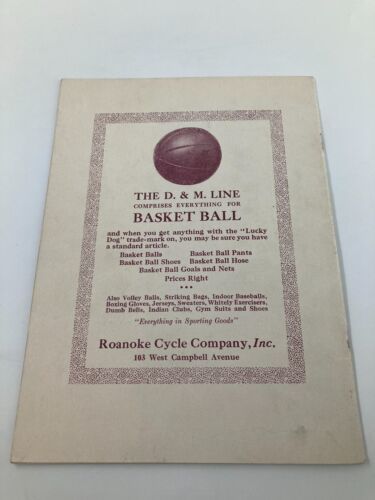 THE D. & M. LINE
COMPRISES EVERYTHING FOR
BASKET BALL
and when you get anything with the "Lucky
Dog" trade-mark on, you may be sure you have
a standard article.
Basket Balls Basket Ball Pants
Basket Ball Shoes Basket Ball Hose
Basket Ball Goals and Nets
Prices Right
***
Also Volley Balls, Striking Bags, Indoor Baseballs,
Boxing Gloves, Jerseys, Sweaters, Whitely Exercisers,
Dumb Bells, Indian Clubs, Gym Suits and Shoes
"Everything in Sporting Goods"
Roanoke Cycle Company, Inc.
103 West Campbell Avenue